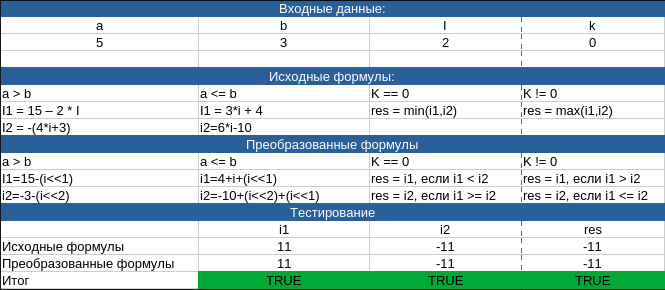 Входные данные:
a b I k
5 3 2 0
Исходные формулы:
a > b a <= b K == 0 K != 0
I1 = 15 – 2 * I I1 = 3*i + 4 res = min(i1,i2) res = max(i1,i2)
I2 = -(4*i+3) i2=6*i-10
Преобразованные формулы
a > b a <= b K == 0 K != 0
I1=15-(i<<1) i1=4+i+(i<<1) res = i1, если i1 < i2 res = i1, если i1 > i2
i2=-3-(i<<2) i2=-10+(i<<2)+(i<<1) res = i2, если i1 >= i2 res = i2, если i1 <= i2
Тестирование
i1 i2 res
Исходные формулы 11 -11 -11
Преобразованные формулы 11 -11 -11
Итог TRUE TRUE TRUE